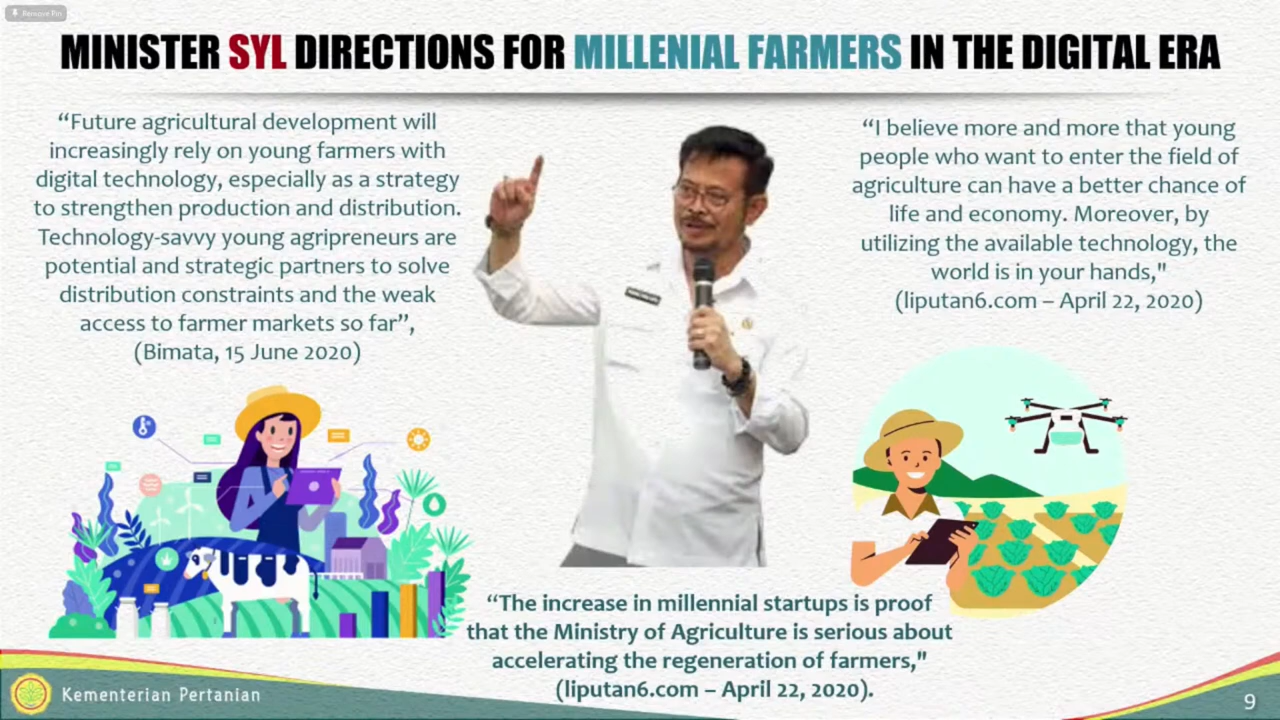 Remove Pin
MINISTER SYL DIRECTIONS FOR MILLENIAL FARMERS IN THE DIGITAL ERA
“Future agricultural development will
increasingly rely on young farmers with
digital technology, especially as a strategy
to strengthen production and distribution.
Technology-savvy young agripreneurs are
potential and strategic partners to solve
distribution constraints and the weak
access to farmer markets so far”,
(Bimata, 15 June 2020)
“I believe more and more that young
people who want to enter the field of
agriculture can have a better chance of
life and economy. Moreover, by
utilizing the available technology, the
world is in your hands,"
(liputan6.com – April 22, 2020)
“The increase in millennial startups is proof
that the Ministry of Agriculture is serious about
accelerating the regeneration of farmers,"
(liputan6.com – April 22, 2020).
Kementerian Pertanian
9